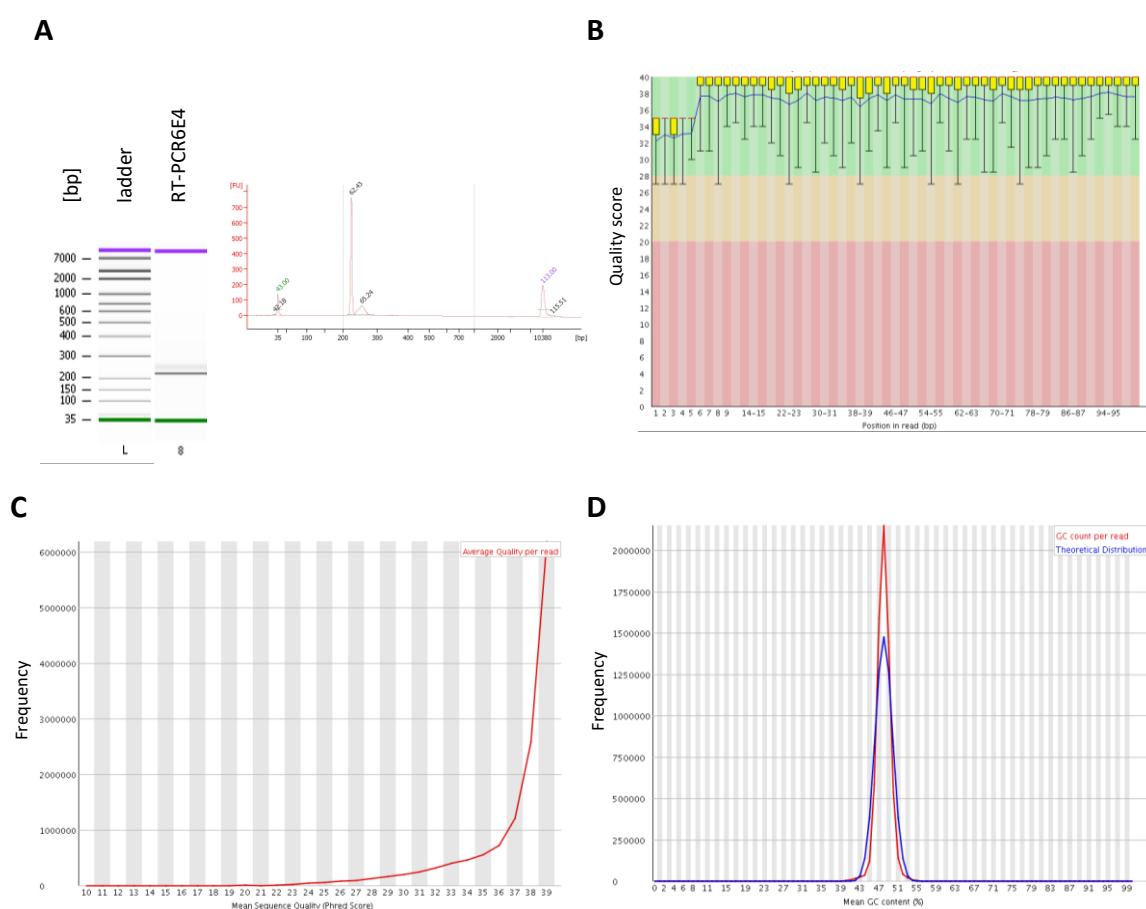 A
[bp]
ladder
RT-PCR6E4
7000
2000
1000
600
500
400
300
200
150
100
35
L
8
[FU]
700
600
500
400
300
200
100
0
42.18
43.00
62.43
65.24
113.00
115.51
35 100 200 300 400 500 700 2000 10380 [bp]
B
Quality score
40
38
36
34
32
30
28
26
24
22
20
18
16
14
12
10
8
6
4
2
0
1 2 3 4 5 6 7 8 9 14-15 22-23 30-31 38-39 46-47 54-55 62-63 70-71 78-79 86-87 94-95
Position in read (bp)
C
Average Quality per read
Frequency
6000000
5000000
4000000
3000000
2000000
1000000
0
10 11 12 13 14 15 16 17 18 19 20 21 22 23 24 25 26 27 28 29 30 31 32 33 34 35 36 37 38 39
Mean Sequence Quality (Phred Score)
D
GC count per read
Theoretical Distribution
Frequency
2000000
1750000
1500000
1250000
1000000
750000
500000
250000
0
0 2 4 6 8 11 15 19 23 27 31 35 39 43 47 51 55 59 63 67 71 75 79 83 87 91 95 99
Mean GC content (%)